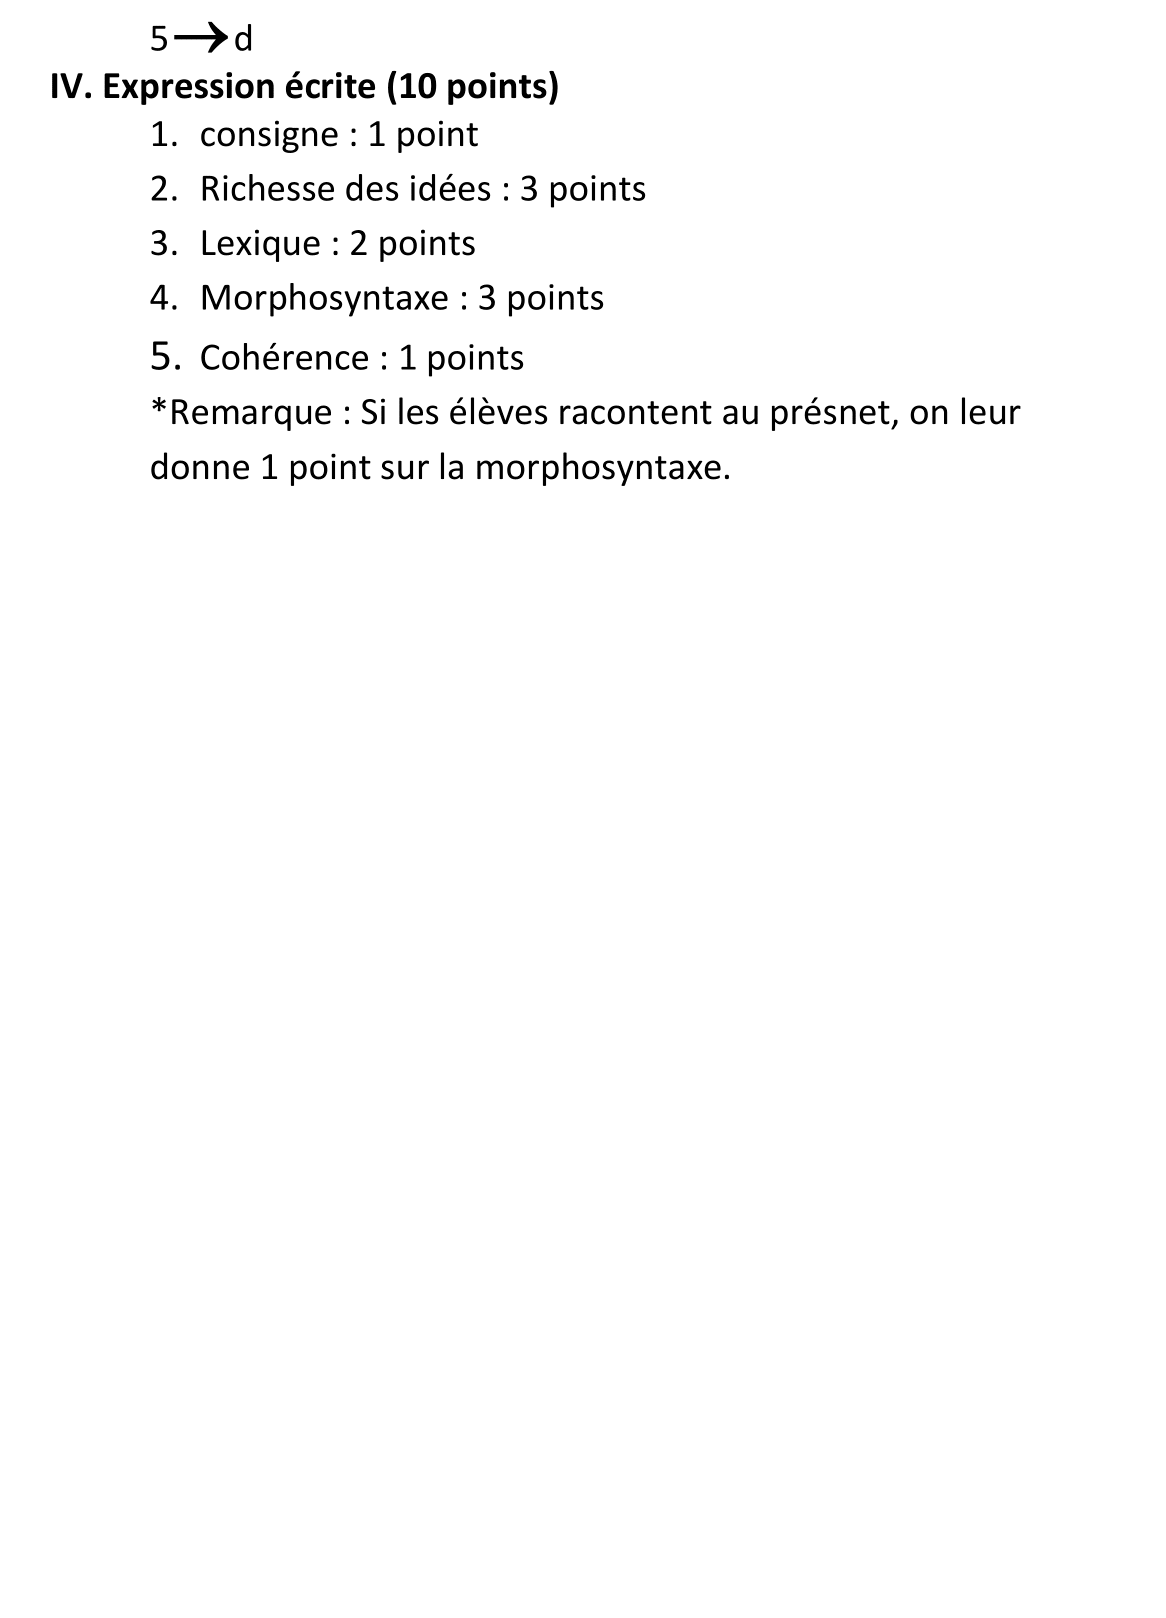 5→d
IV. Expression écrite (10 points)
1. consigne : 1 point
2. Richesse des idées : 3 points
3. Lexique : 2 points
4. Morphosyntaxe : 3 points
5. Cohérence : 1 points
*Remarque : Si les élèves racontent au présnet, on leur
donne 1 point sur la morphosyntaxe.